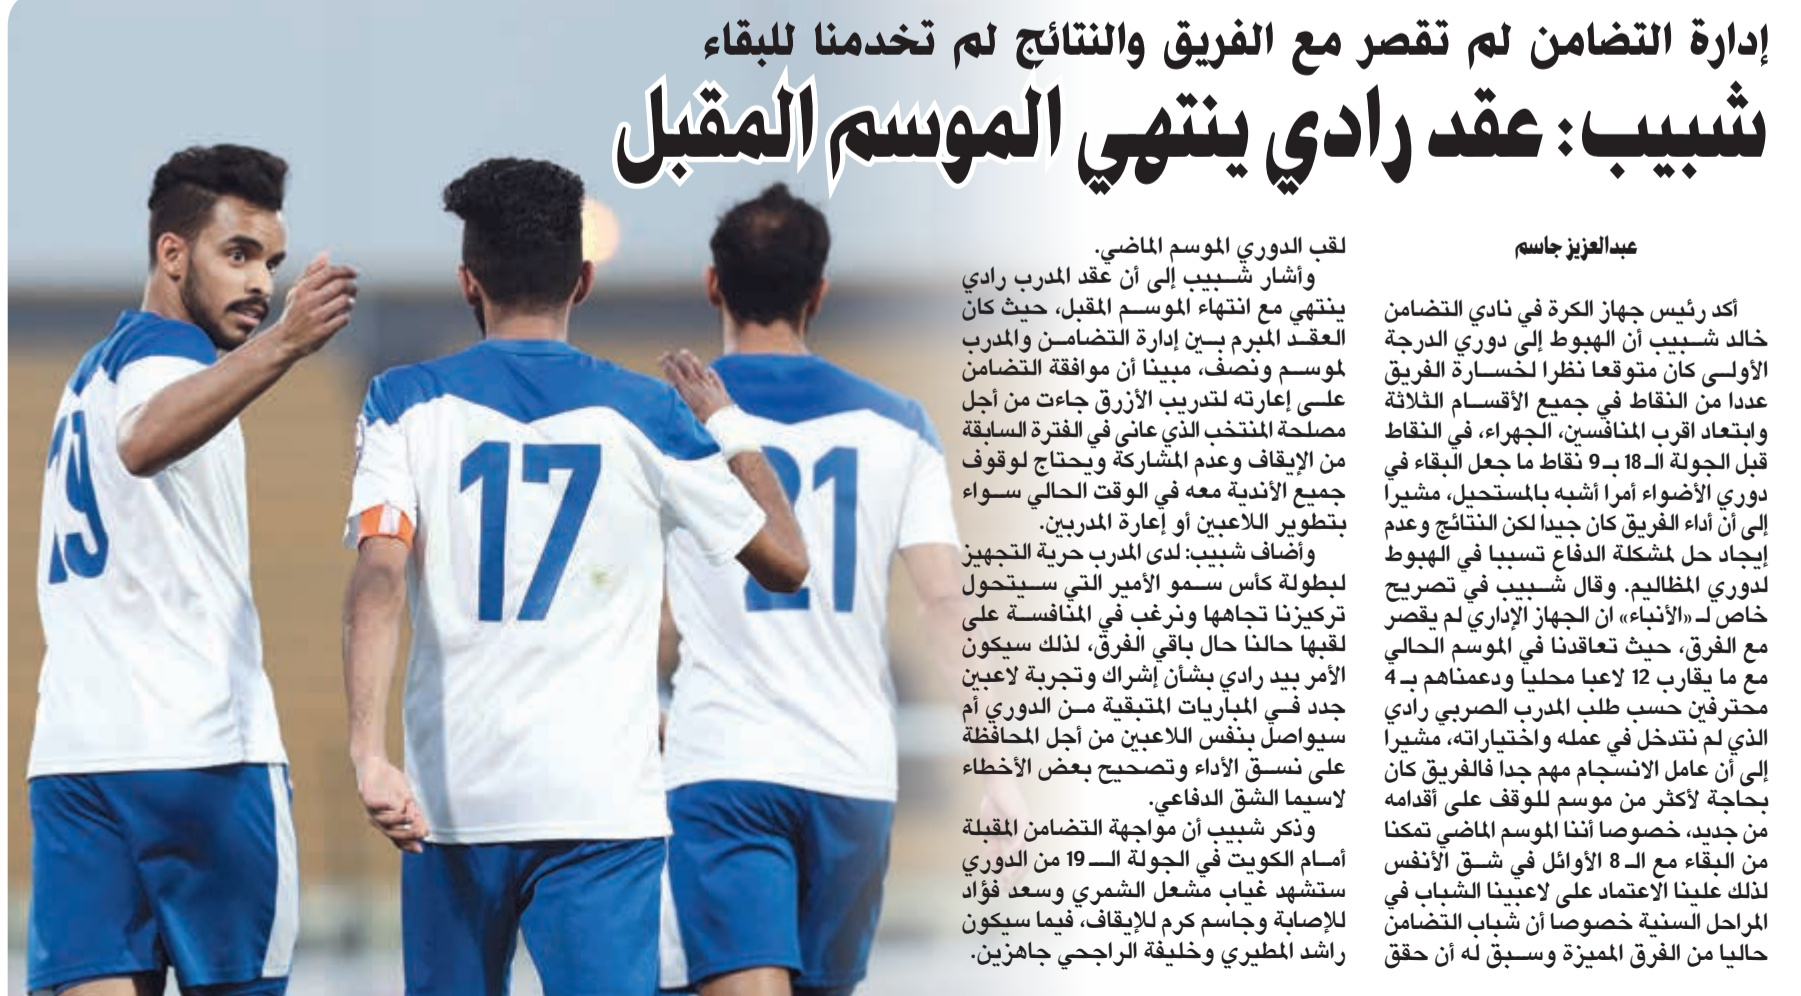 إدارة التضامن لم تقصر مع الفريق والنتائج لم تخدمنا للبقاء
شبيب: عقد رادي ينتهي الموسم المقبل
عبدالعزيز جاسم
أكد رئيس جهاز الكرة في نادي التضامن
خالد شبيب أن الهبوط إلى دوري الدرجة
الأولى كان متوقعا نظرا لخسارة الفريق
عددا من النقاط في جميع الأقسام الثلاثة
وابتعاد اقرب المنافسين، الجهراء، في النقاط
قبل الجولة الـ 18 بـ 9 نقاط ما جعل البقاء في
دوري الأضواء أمرا أشبه بالمستحيل، مشيرا
إلى أن أداء الفريق كان جيدا لكن النتائج وعدم
إيجاد حل لمشكلة الدفاع تسببا في الهبوط
لدوري المظاليم. وقال شبيب في تصريح
خاص لـ «الأنباء» ان الجهاز الإداري لم يقصر
مع الفرق، حيث تعاقدنا في الموسم الحالي
مع ما يقارب 12 لاعبا محليا ودعمناهم بـ 4
محترفين حسب طلب المدرب الصربي رادي
الذي لم نتدخل في عمله واختياراته، مشيرا
إلى أن عامل الانسجام مهم جدا فالفريق كان
بحاجة لأكثر من موسم للوقف على أقدامه
من جديد، خصوصا أننا الموسم الماضي تمكنا
من البقاء مع الـ 8 الأوائل في شق الأنفس
لذلك علينا الاعتماد على لاعبينا الشباب في
المراحل السنية خصوصا أن شباب التضامن
حاليا من الفرق المميزة وسبق له أن حقق
لقب الدوري الموسم الماضي.
وأشار شبيب إلى أن عقد المدرب رادي
ينتهي مع انتهاء الموسم المقبل، حيث كان
العقد المبرم بين إدارة التضامن والمدرب
لموسم ونصف، مبينا أن موافقة التضامن
على إعارته لتدريب الأزرق جاءت من أجل
مصلحة المنتخب الذي عانى في الفترة السابقة
من الإيقاف وعدم المشاركة ويحتاج لوقوف
جميع الأندية معه في الوقت الحالي سواء
بتطوير اللاعبين أو إعارة المدربين.
وأضاف شبيب: لدى المدرب حرية التجهيز
لبطولة كأس سمو الأمير التي سيتحول
تركيزنا تجاهها ونرغب في المنافسة على
لقبها حالنا حال باقي الفرق، لذلك سيكون
الأمر بيد رادي بشأن إشراك وتجربة لاعبين
جدد في المباريات المتبقية من الدوري أم
سيواصل بنفس اللاعبين من أجل المحافظة
على نسق الأداء وتصحيح بعض الأخطاء
لاسيما الشق الدفاعي.
وذكر شبيب أن مواجهة التضامن المقبلة
أمام الكويت في الجولة الـ 19 من الدوري
ستشهد غياب مشعل الشمري وسعد فؤاد
للإصابة وجاسم كرم للإيقاف، فيما سيكون
راشد المطيري وخليفة الراجحي جاهزين.
19
17
21